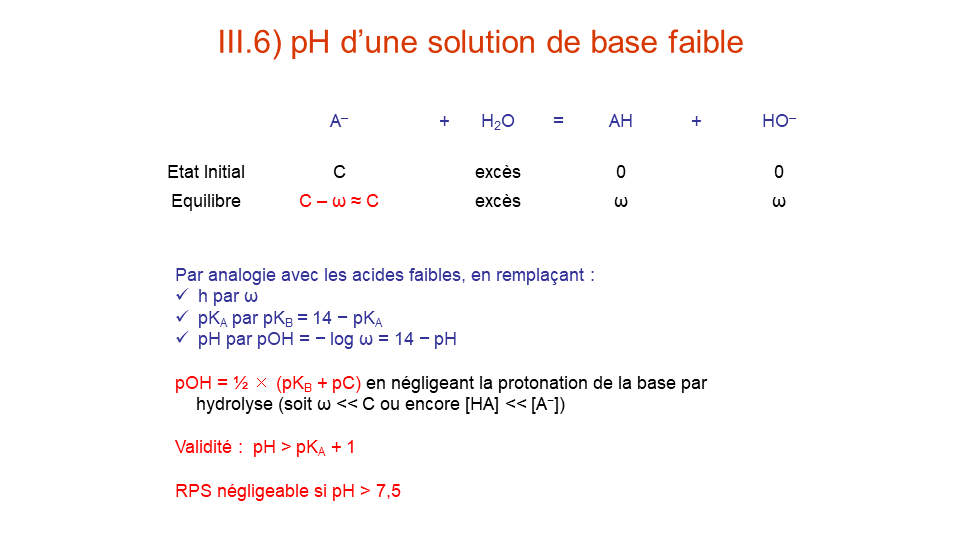 III.6) pH d’une solution de base faible
A⁻ + H₂O = AH + HO⁻
Etat Initial C excès 0 0
Equilibre C – ω ≈ C excès ω ω
Par analogie avec les acides faibles, en remplaçant :
✓ h par ω
✓ pK_A par pK_B = 14 − pK_A
✓ pH par pOH = − log ω = 14 − pH
pOH = ½ × (pK_B + pC) en négligeant la protonation de la base par
hydrolyse (soit ω << C ou encore [HA] << [A⁻])
Validité : pH > pK_A + 1
RPS négligeable si pH > 7,5